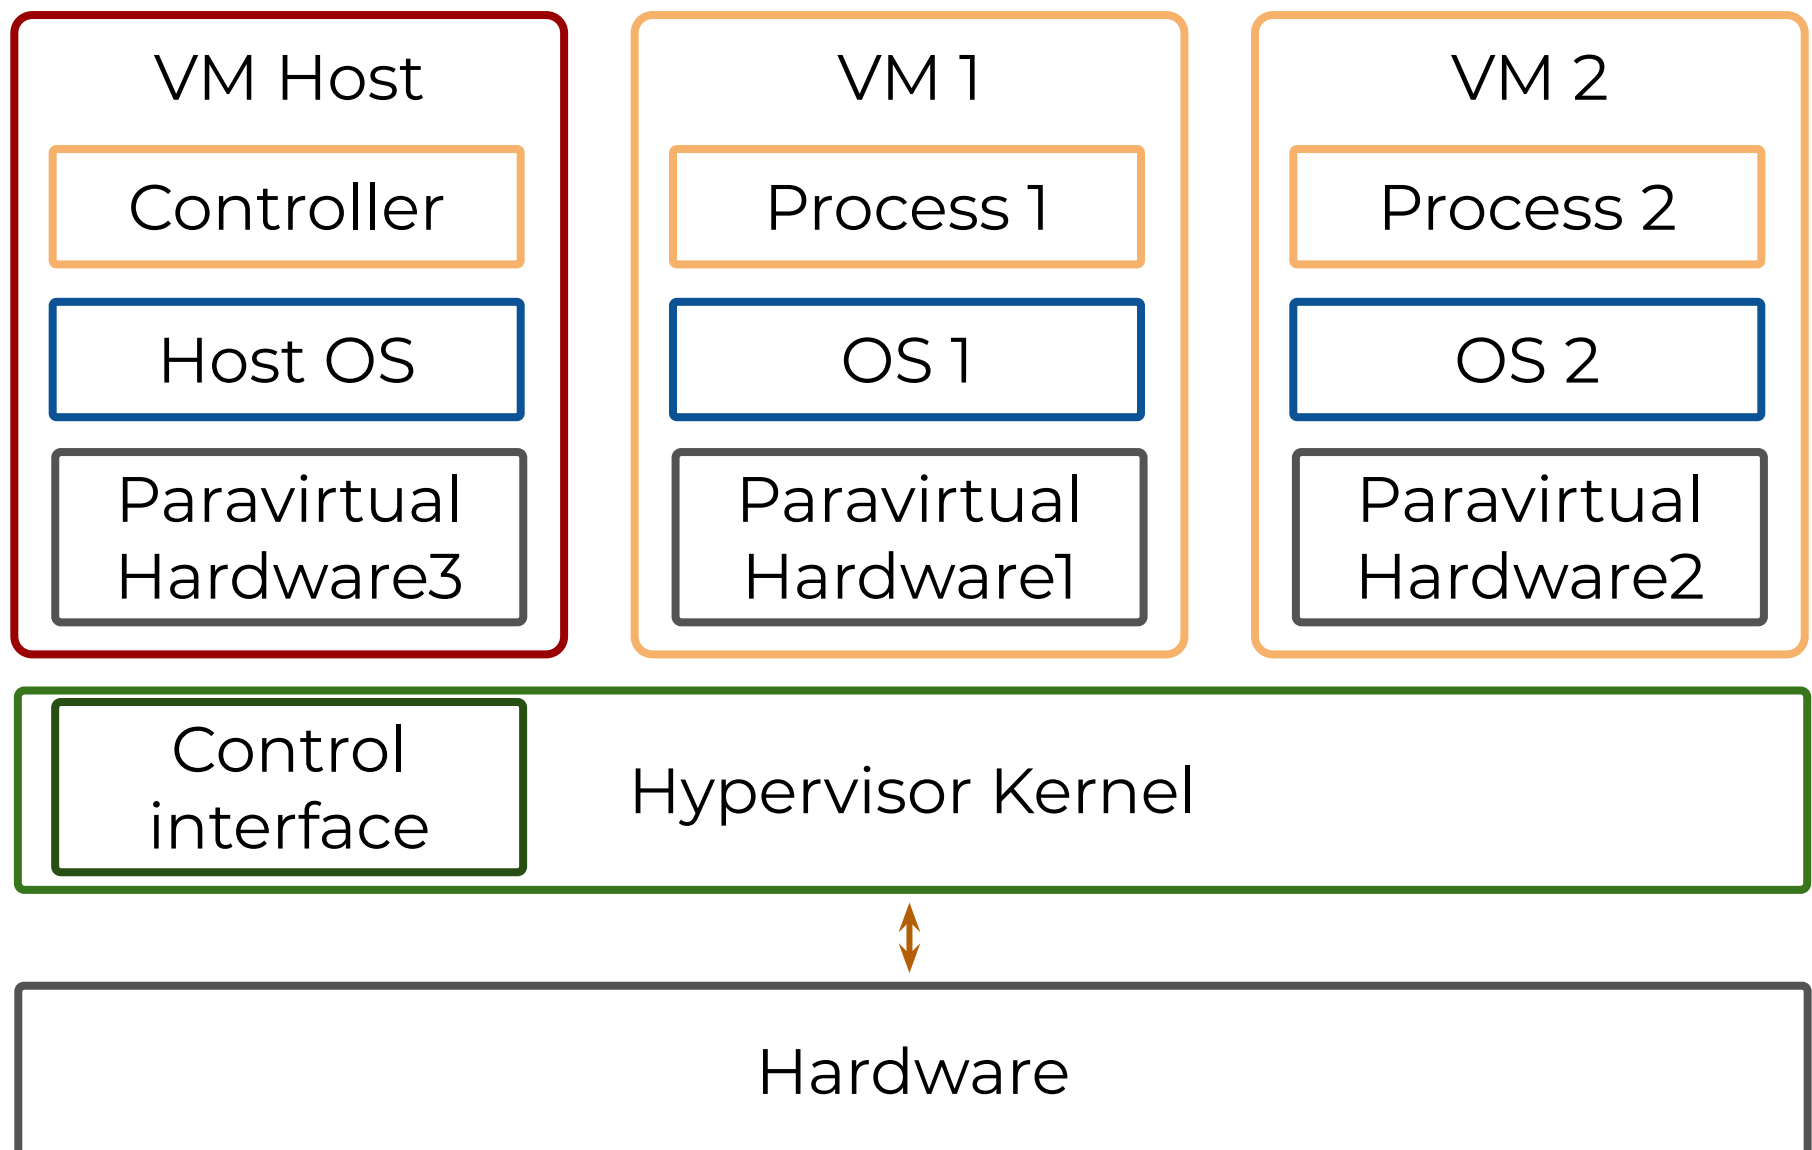 VM Host
Controller
Host OS
Paravirtual
Hardware3
VM 1
Process 1
OS 1
Paravirtual
Hardware1
VM 2
Process 2
OS 2
Paravirtual
Hardware2
Control
interface
Hypervisor Kernel
Hardware